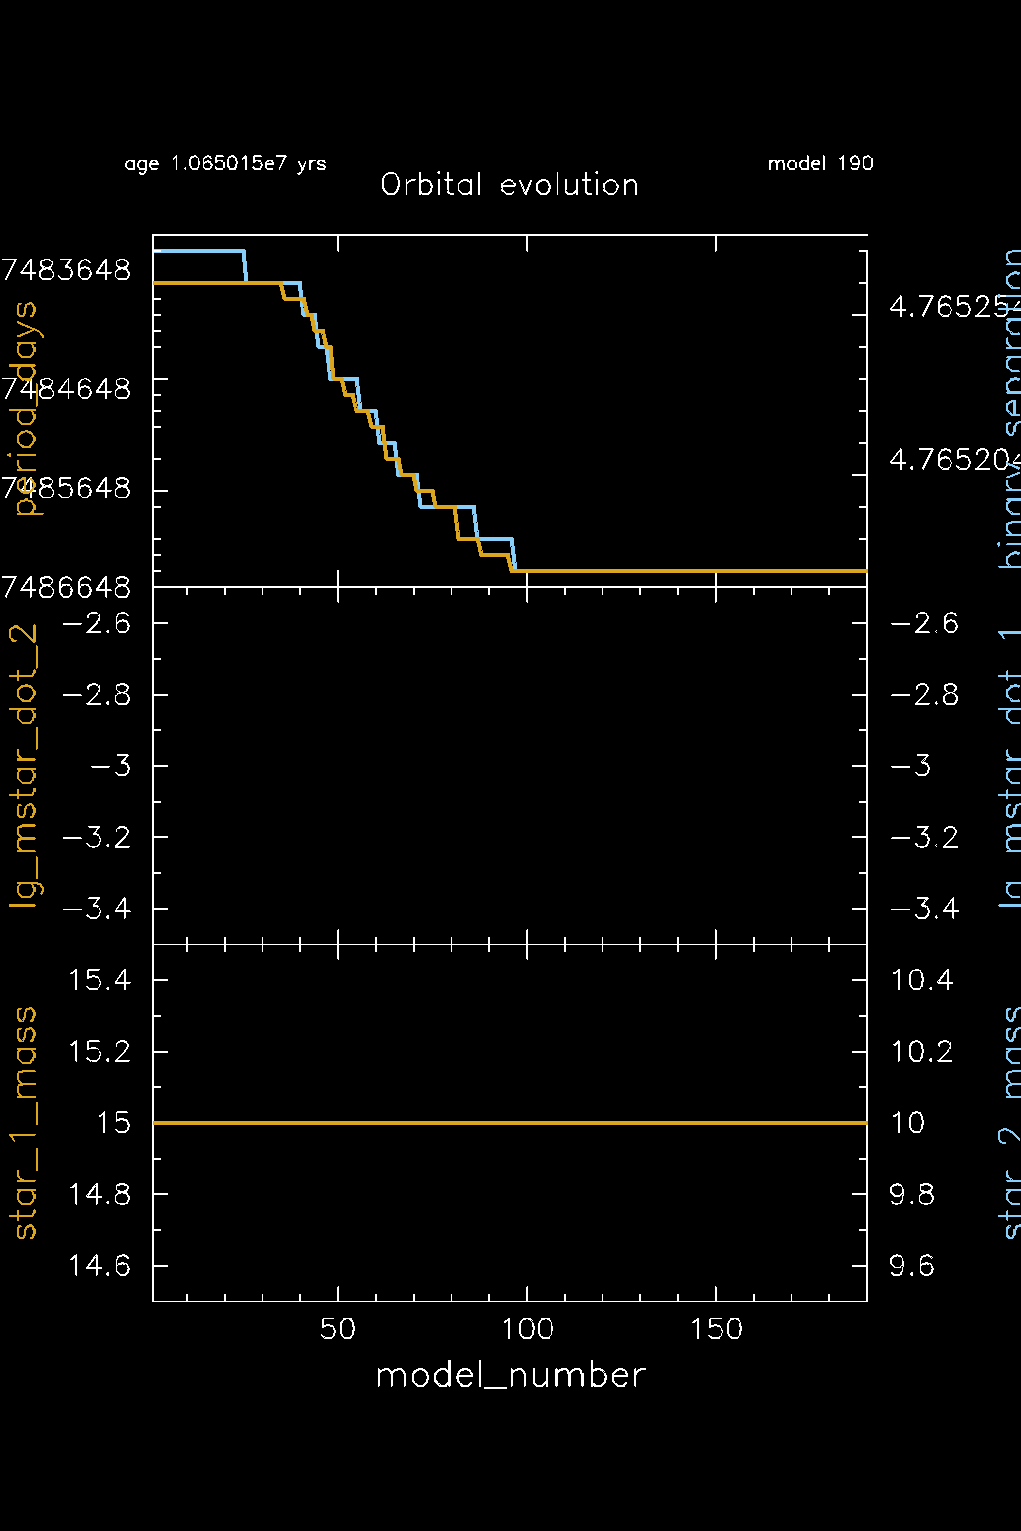 age 1.065015e7 yrs
model 190
Orbital evolution
7483648
7484648
7485648
7486648
period_days
4.765254
4.765204
binary_separation
-2.6
-2.8
-3
-3.2
-3.4
lg_mstar_dot_2
-2.6
-2.8
-3
-3.2
-3.4
lg_mstar_dot_1
15.4
15.2
15
14.8
14.6
star_1_mass
10.4
10.2
10
9.8
9.6
star_2_mass
50
100
150
model_number